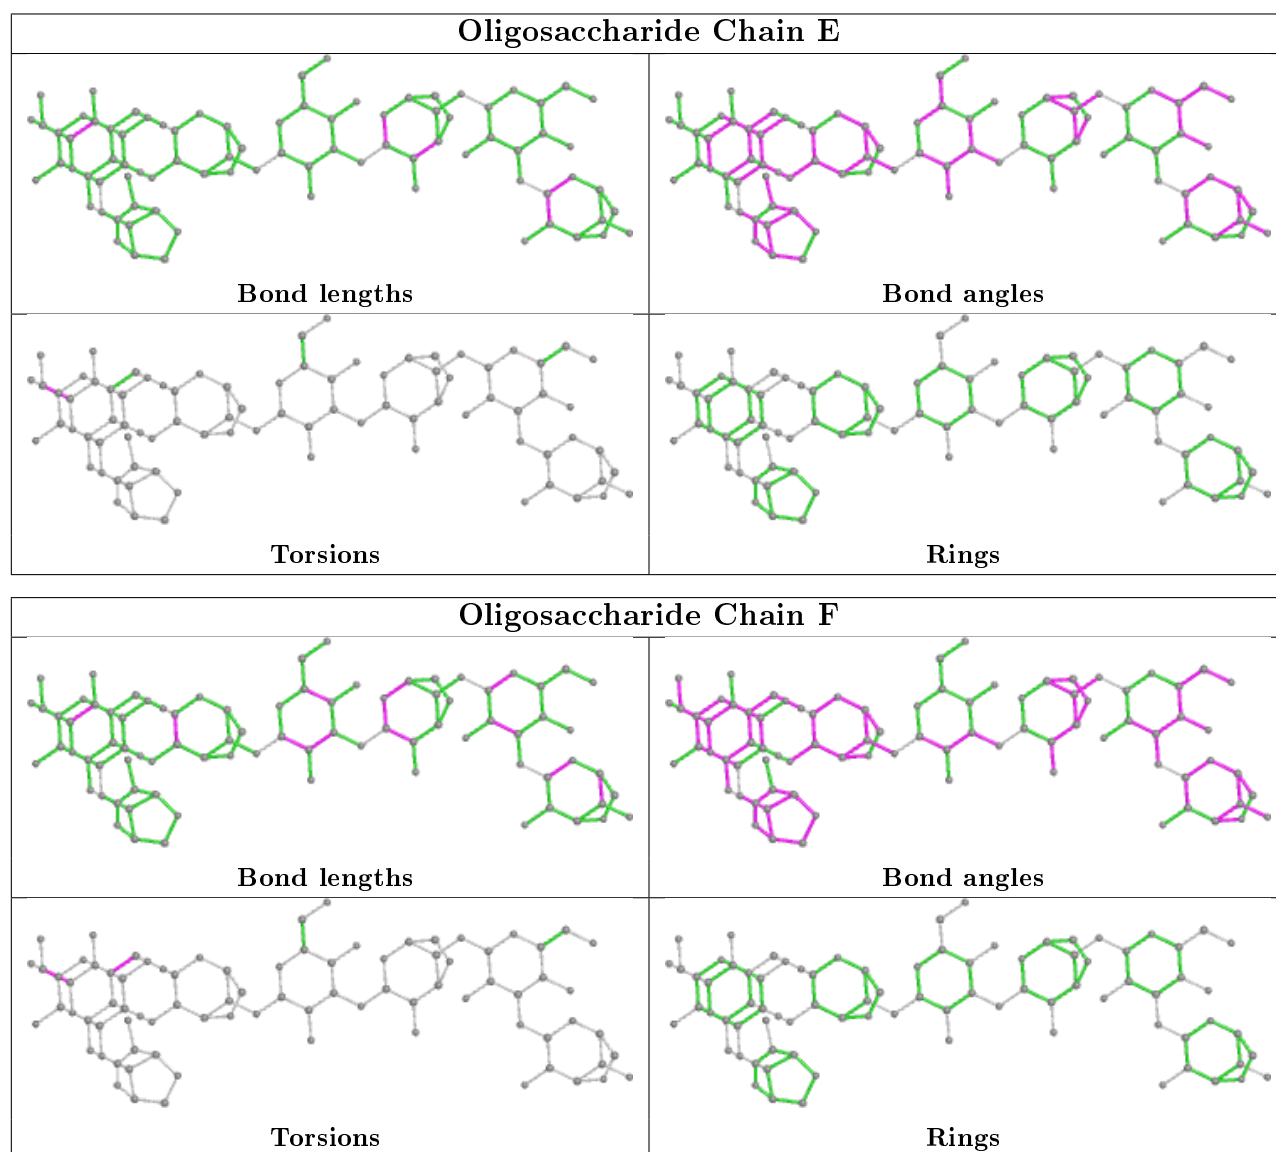 Oligosaccharide Chain E
Bond lengths
Bond angles
Torsions
Rings
Oligosaccharide Chain F
Bond lengths
Bond angles
Torsions
Rings